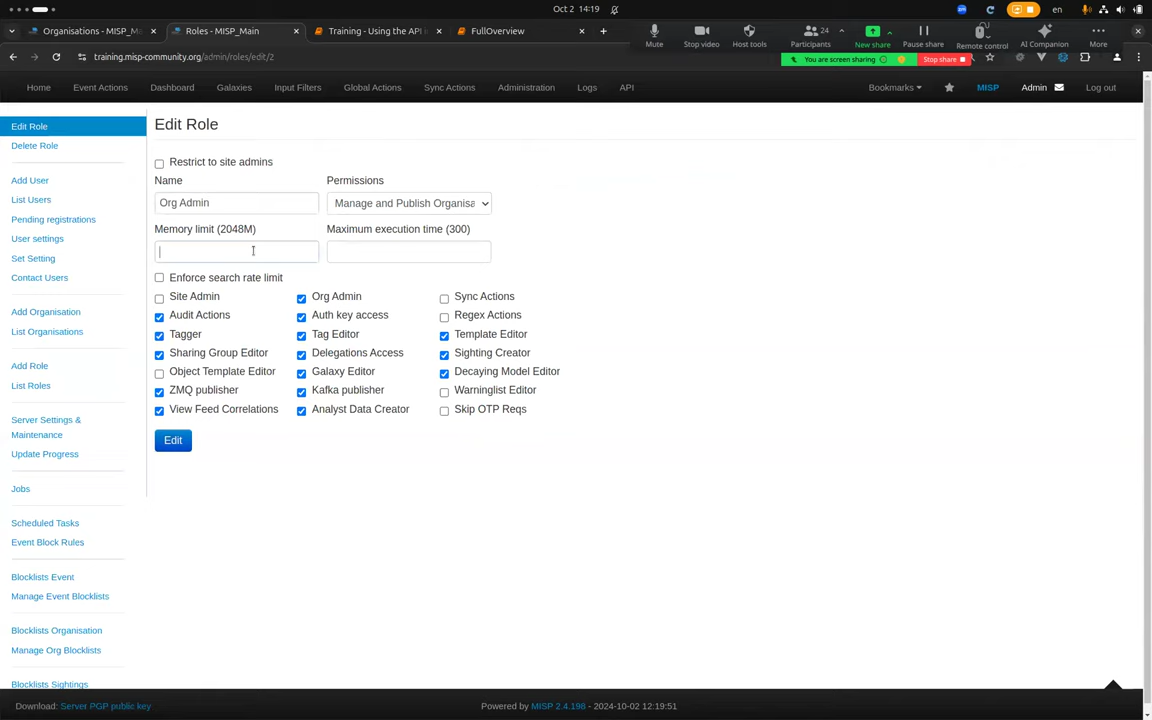 Oct 2 14:19
en
Organisations - MISP_Ma
Roles - MISP_Main
Training - Using the API i
FullOverview
Mute
Stop video
Host tools
Participants
24
New share
Pause share
Remote control
AI Companion
More
You are screen sharing
Stop share
training.misp-community.org/admin/roles/edit/2
Home
Event Actions
Dashboard
Galaxies
Input Filters
Global Actions
Sync Actions
Administration
Logs
API
Bookmarks
MISP
Admin
Log out
Edit Role
Delete Role
Add User
List Users
Pending registrations
User settings
Set Setting
Contact Users
Add Organisation
List Organisations
Add Role
List Roles
Server Settings &
Maintenance
Update Progress
Jobs
Scheduled Tasks
Event Block Rules
Blocklists Event
Manage Event Blocklists
Blocklists Organisation
Manage Org Blocklists
Blocklists Sightings
Edit Role
Restrict to site admins
Name
Permissions
Org Admin
Manage and Publish Organisa
Memory limit (2048M)
Maximum execution time (300)
Enforce search rate limit
Site Admin
Org Admin
Sync Actions
Audit Actions
Auth key access
Regex Actions
Tagger
Tag Editor
Template Editor
Sharing Group Editor
Delegations Access
Sighting Creator
Object Template Editor
Galaxy Editor
Decaying Model Editor
ZMQ publisher
Kafka publisher
Warninglist Editor
View Feed Correlations
Analyst Data Creator
Skip OTP Reqs
Edit
Download: Server PGP public key
Powered by MISP 2.4.198 - 2024-10-02 12:19:51